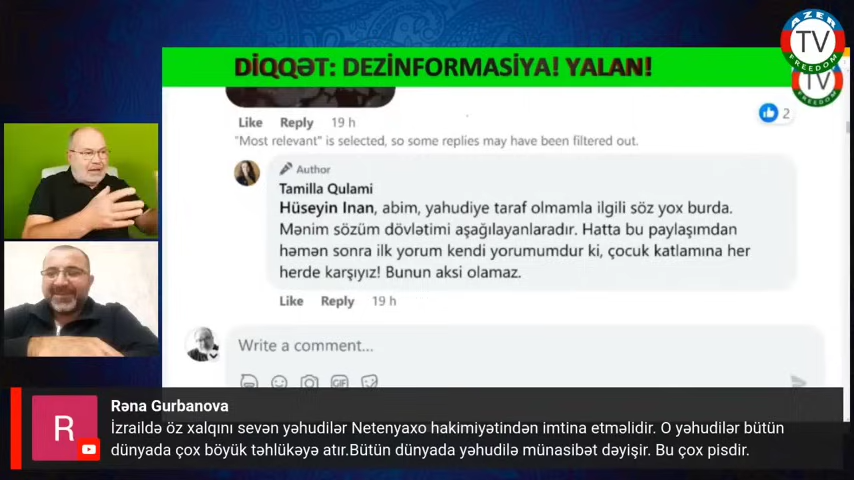 AZER
TV
FREEDOM
TV
FREEDOM
DİQQƏT: DEZİNFORMASİYA! YALAN!
Like Reply 19 h
2
"Most relevant" is selected, so some replies may have been filtered out.
Author
Tamilla Qulami
Hüseyin Inan, abim, yahudiye taraf olmamla ilgili söz yox burda.
Mənim sözüm dövlətimi aşağılayanlaradır. Hatta bu paylaşımdan
həmən sonra ilk yorum kendi yorumumdur ki, çocuk katlamına her
herde karşıyız! Bunun aksi olamaz.
Like Reply 19 h
Write a comment...
GIF
R
Rəna Gurbanova
İzraildə öz xalqını sevən yəhudilər Netenyaxo hakimiyətindən imtina etməlidir. O yəhudilər bütün
dünyada çox böyük təhlükəyə atır.Bütün dünyada yəhudilə münasibət dəyişir. Bu çox pisdir.